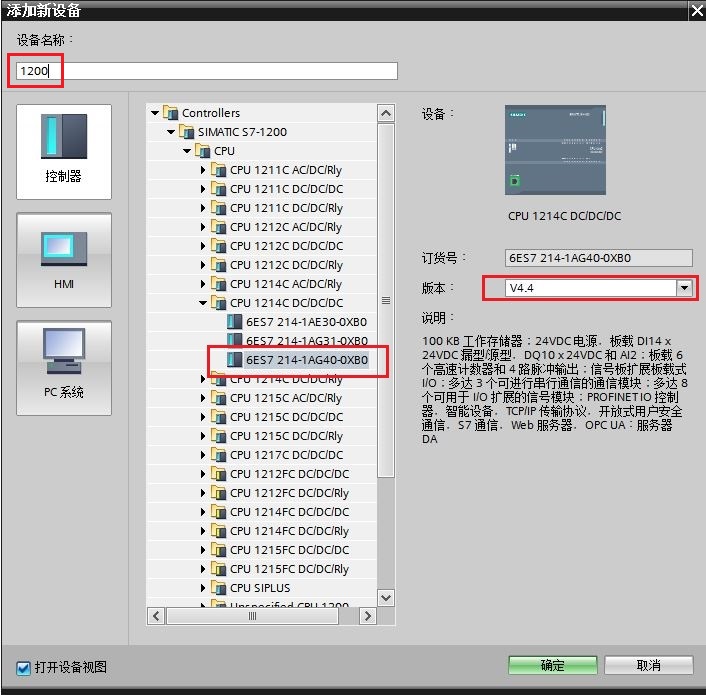 添加新设备
设备名称：
1200
控制器
HMI
PC 系统
Controllers
SIMATIC S7-1200
CPU
CPU 1211C AC/DC/Rly
CPU 1211C DC/DC/DC
CPU 1211C DC/DC/Rly
CPU 1212C AC/DC/Rly
CPU 1212C DC/DC/DC
CPU 1212C DC/DC/Rly
CPU 1214C AC/DC/Rly
CPU 1214C DC/DC/DC
6ES7 214-1AE30-0XB0
6ES7 214-1AG31-0XB0
6ES7 214-1AG40-0XB0
CPU 1214C DC/DC/Rly
CPU 1215C AC/DC/Rly
CPU 1215C DC/DC/DC
CPU 1215C DC/DC/Rly
CPU 1217C DC/DC/DC
CPU 1212FC DC/DC/DC
CPU 1212FC DC/DC/Rly
CPU 1214FC DC/DC/DC
CPU 1214FC DC/DC/Rly
CPU 1215FC DC/DC/DC
CPU 1215FC DC/DC/Rly
CPU SIPLUS
Unspecified CPU 1200
设备：
SIEMENS
CPU 1214C DC/DC/DC
订货号：
6ES7 214-1AG40-0XB0
版本：
V4.4
说明：
100 KB 工作存储器；24VDC 电源，板载 DI14 x
24VDC 漏型/源型，DQ10 x 24VDC 和 AI2；板载 6
个高速计数器和 4 路脉冲输出；信号板扩展板载式
I/O；多达 3 个可进行串行通信的通信模块；多达 8
个可用于 I/O 扩展的信号模块；PROFINET IO 控制
器，智能设备，TCP/IP 传输协议，开放式用户安全
通信，S7 通信，Web 服务器，OPC UA：服务器
DA
打开设备视图
确定
取消